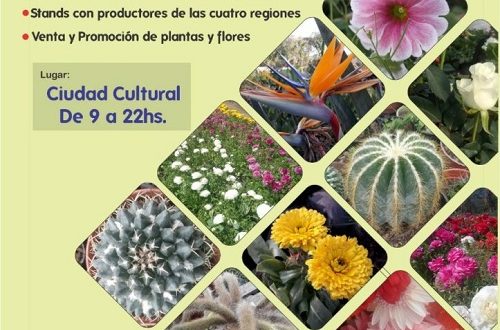 Stands con productores de las cuatro regiones
Venta y Promoción de plantas y flores
Lugar:
Ciudad Cultural
De 9 a 22hs.